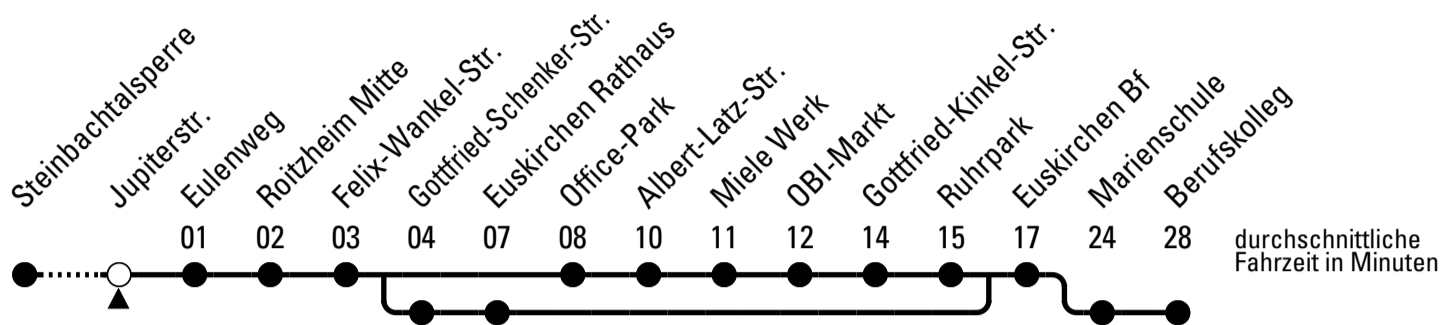 Steinbachtalsperre
Jupiterstr.
Eulenweg
Roitzheim Mitte
Felix-Wankel-Str.
Gottfried-Schenker-Str.
Euskirchen Rathaus
Office-Park
Albert-Latz-Str.
Miele Werk
OBI-Markt
Gottfried-Kinkel-Str.
Ruhrpark
Euskirchen Bf
Marienschule
Berufskolleg
01 02 03 04 07 08 10 11 12 14 15 17 24 28
durchschnittliche
Fahrzeit in Minuten